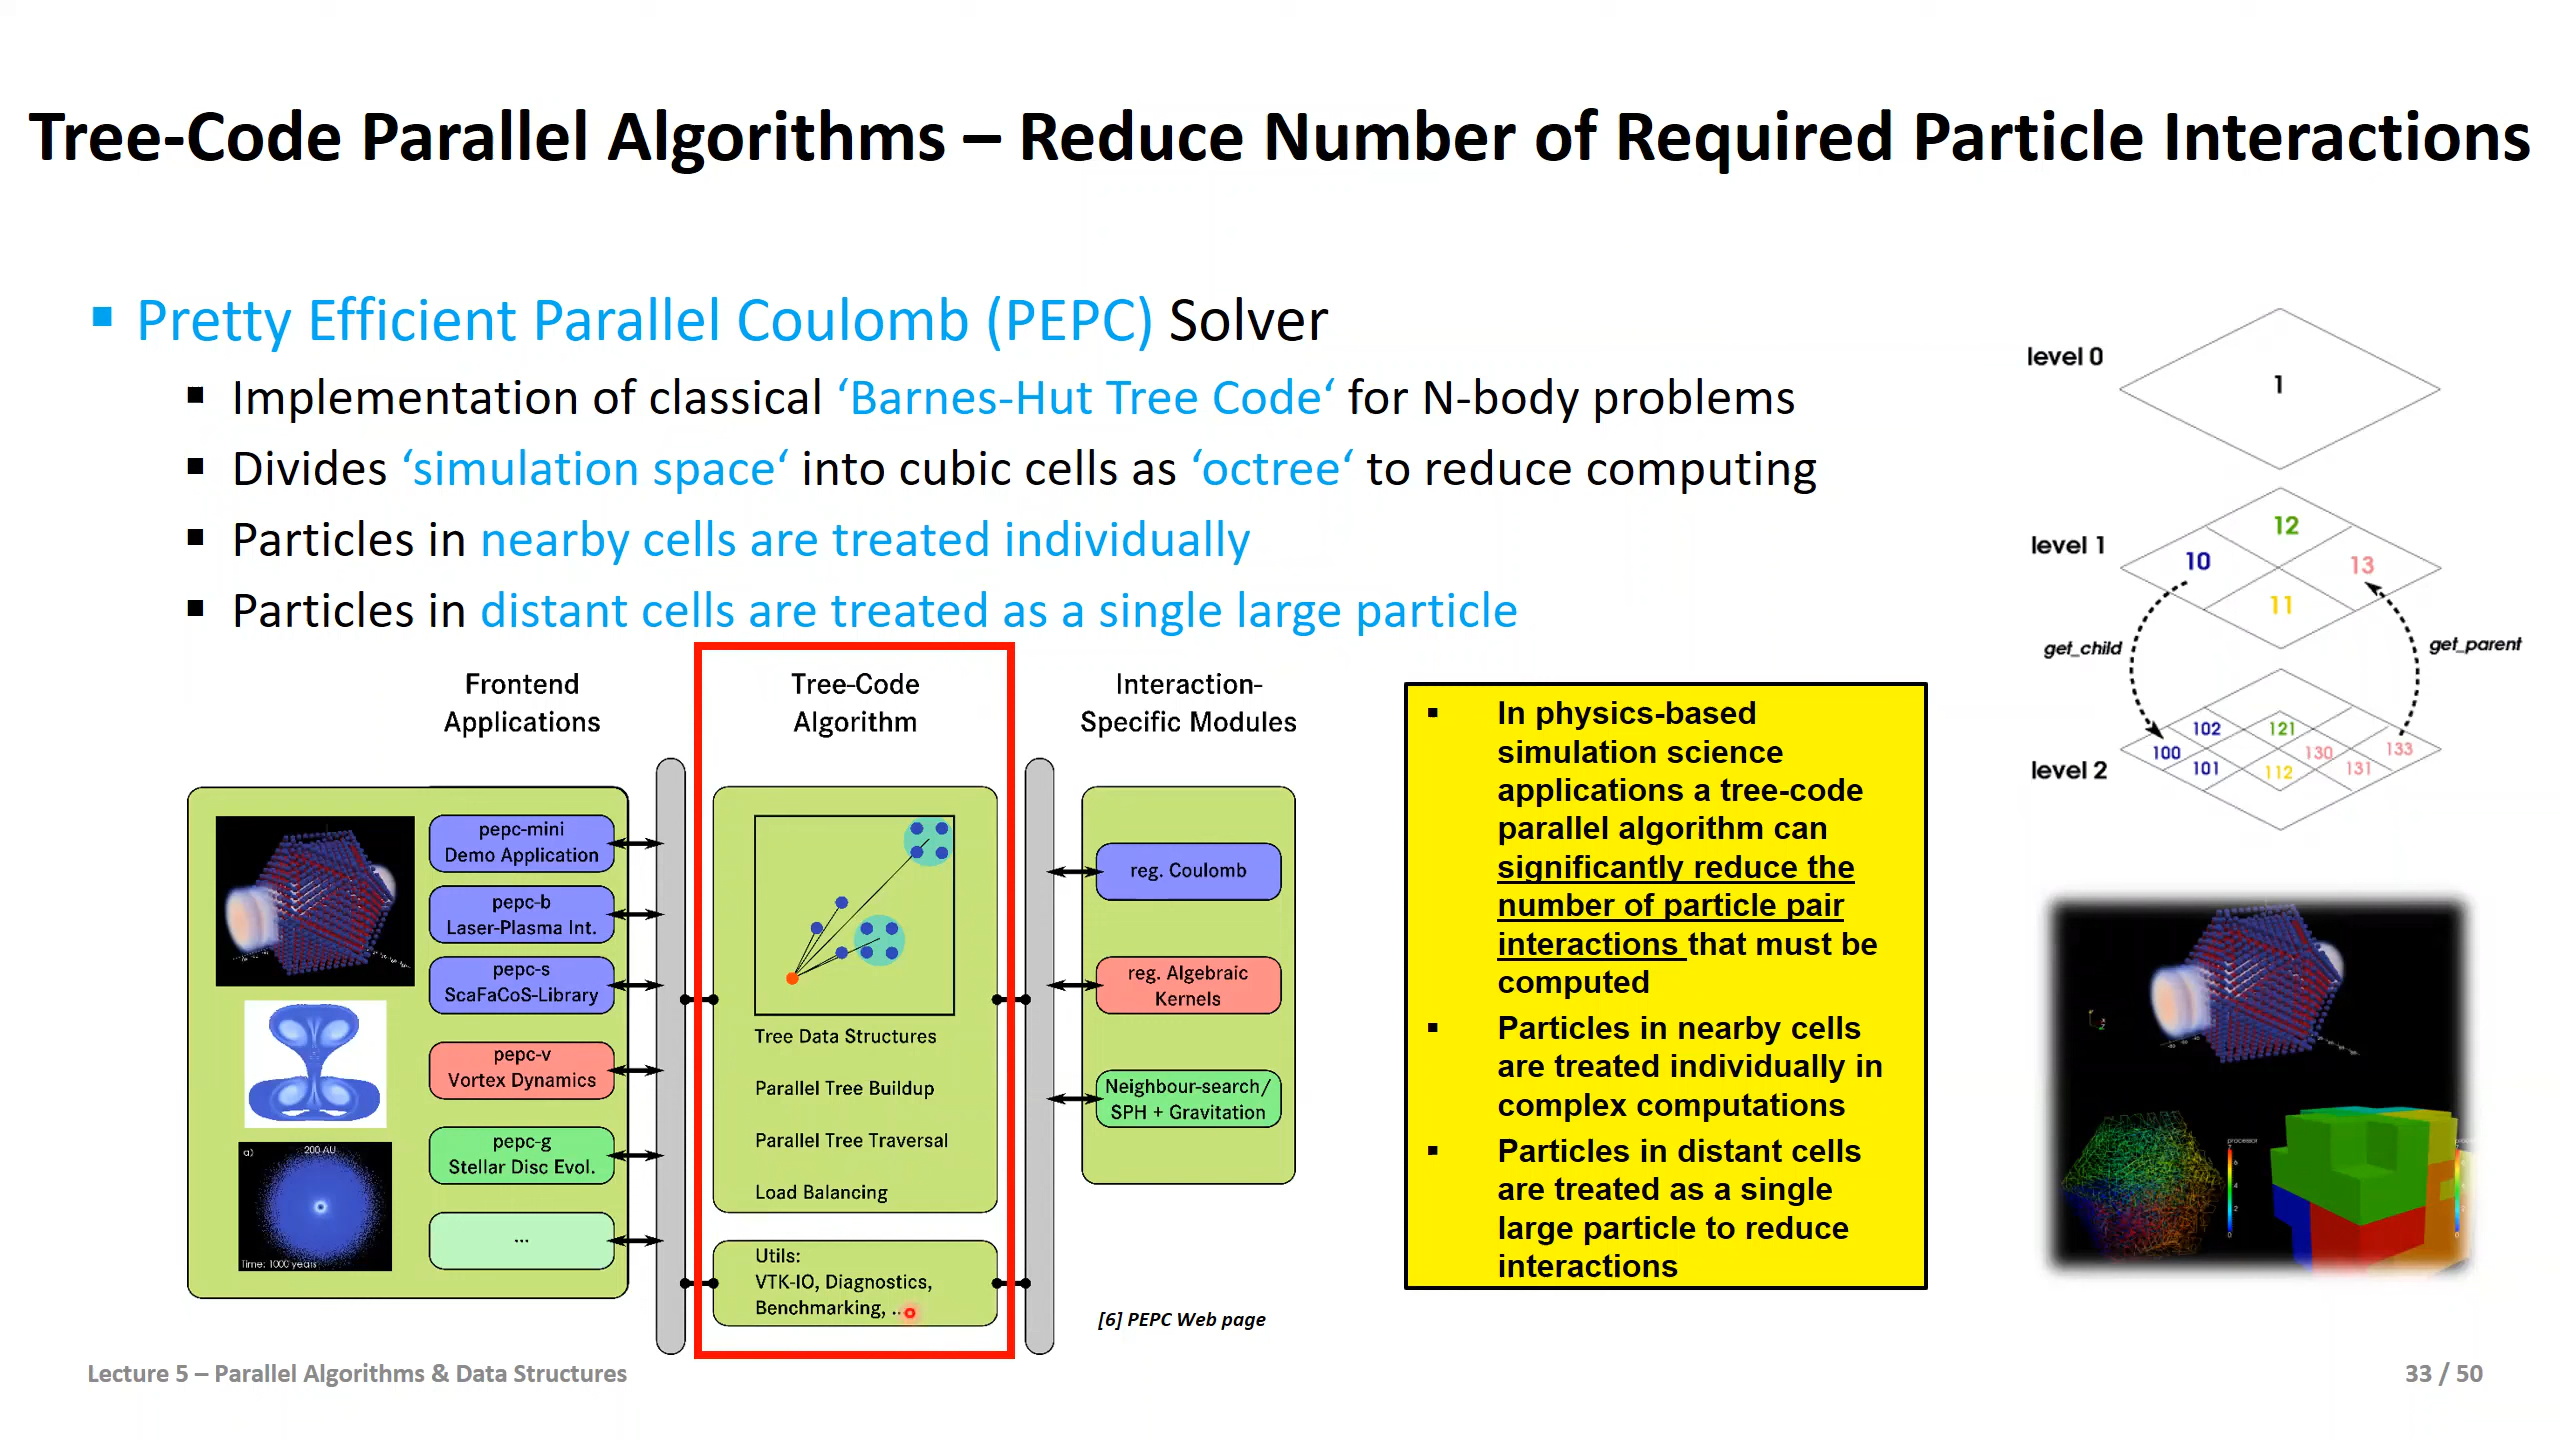 Tree-Code Parallel Algorithms – Reduce Number of Required Particle Interactions
▪ Pretty Efficient Parallel Coulomb (PEPC) Solver
▪ Implementation of classical ‘Barnes-Hut Tree Code‘ for N-body problems
▪ Divides ‘simulation space‘ into cubic cells as ‘octree‘ to reduce computing
▪ Particles in nearby cells are treated individually
▪ Particles in distant cells are treated as a single large particle
Frontend
Applications
pepc-mini
Demo Application
pepc-b
Laser-Plasma Int.
pepc-s
ScaFaCoS-Library
pepc-v
Vortex Dynamics
pepc-g
Stellar Disc Evol.
...
a)
200 AU
Time: 1000 years
Tree-Code
Algorithm
Tree Data Structures
Parallel Tree Buildup
Parallel Tree Traversal
Load Balancing
Utils:
VTK-IO, Diagnostics,
Benchmarking, ...
Interaction-
Specific Modules
reg. Coulomb
reg. Algebraic
Kernels
Neighbour-search/
SPH + Gravitation
[6] PEPC Web page
▪ In physics-based
simulation science
applications a tree-code
parallel algorithm can
significantly reduce the
number of particle pair
interactions that must be
computed
▪ Particles in nearby cells
are treated individually in
complex computations
▪ Particles in distant cells
are treated as a single
large particle to reduce
interactions
level 0
1
level 1
12
10
13
11
get_child
get_parent
level 2
102
121
100
130
133
101
112
131
processor
Lecture 5 – Parallel Algorithms & Data Structures
33 / 50